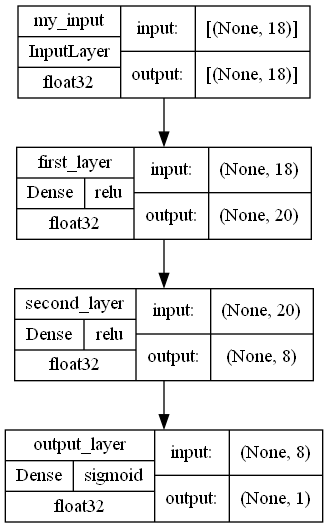 my_input
InputLayer
float32
input:
[(None, 18)]
output:
[(None, 18)]
first_layer
Dense
relu
float32
input:
(None, 18)
output:
(None, 20)
second_layer
Dense
relu
float32
input:
(None, 20)
output:
(None, 8)
output_layer
Dense
sigmoid
float32
input:
(None, 8)
output:
(None, 1)